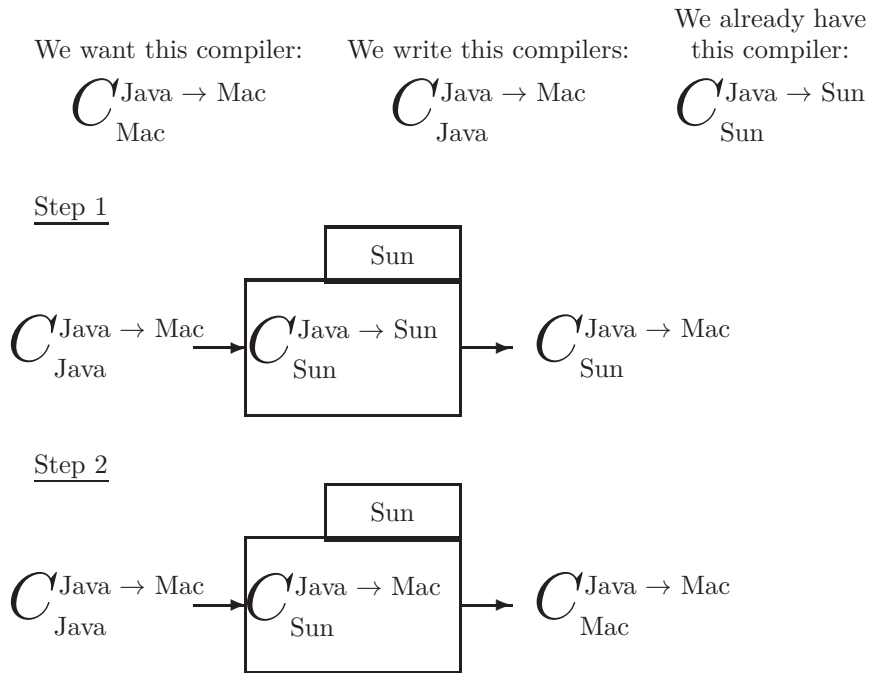 We already have
We want this compiler: We write this compilers: this compiler:
C Java → Mac Mac C Java → Mac Java C Java → Sun Sun
Step 1
Sun
C Java → Mac Java C Java → Sun Sun C Java → Mac Sun
Step 2
Sun
C Java → Mac Java C Java → Mac Sun C Java → Mac Mac